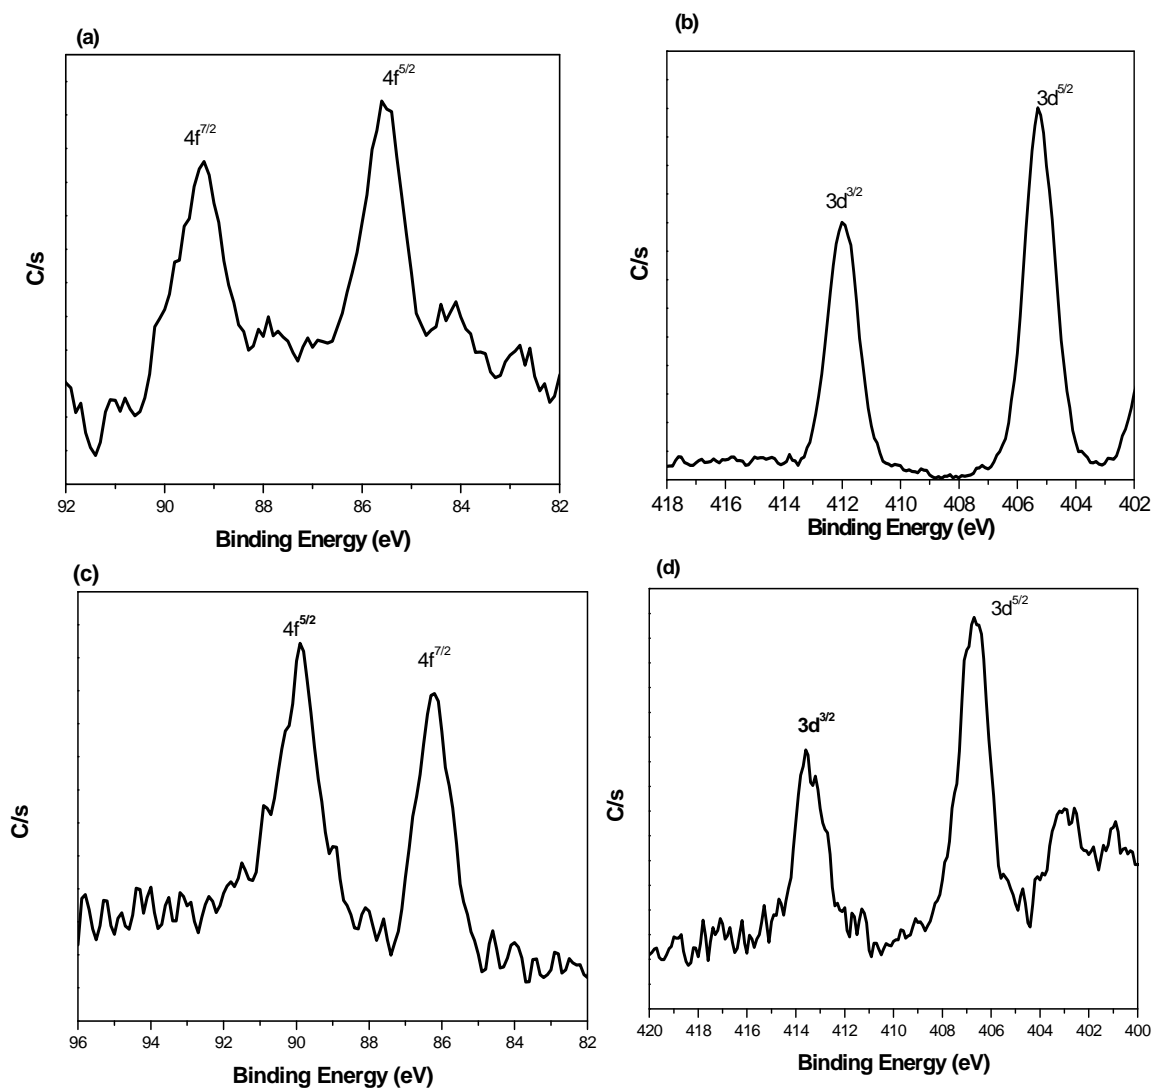 (a)
4f7/2
4f5/2
C/s
92 90 88 86 84 82
Binding Energy (eV)
(b)
3d3/2
3d5/2
C/s
418 416 414 412 410 408 406 404 402
Binding Energy (eV)
(c)
4f5/2
4f7/2
C/s
96 94 92 90 88 86 84 82
Binding Energy (eV)
(d)
3d3/2
3d5/2
C/s
420 418 416 414 412 410 408 406 404 402 400
Binding Energy (eV)